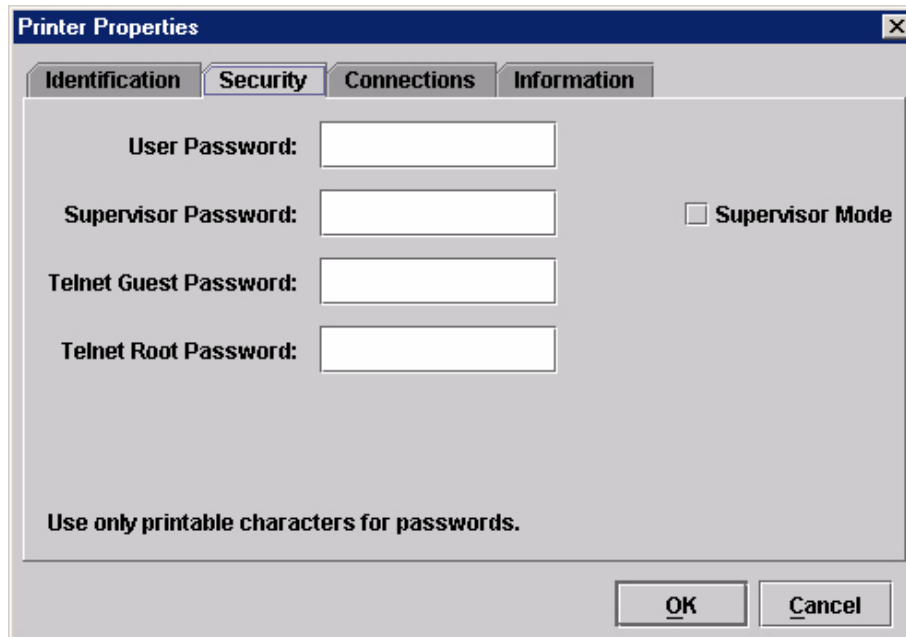 Printer Properties
Identification Security Connections Information
User Password:
Supervisor Password: Supervisor Mode
Telnet Guest Password:
Telnet Root Password:
Use only printable characters for passwords.
OK Cancel